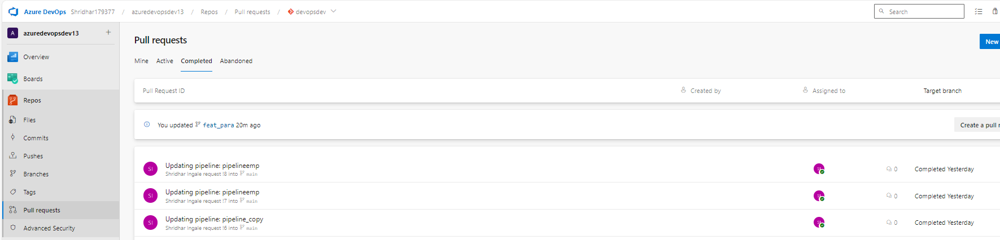 Azure DevOps Shridhar179377 / azuredevopsdev13 / Repos / Pull requests / devopsdev Search
A azuredevopsdev13 +
Overview
Boards
Repos
Files
Commits
Pushes
Branches
Tags
Pull requests
Advanced Security
Pull requests
New
Mine Active Completed Abandoned
Pull Request ID Created by Assigned to Target branch
You updated feat_para 20m ago Create a pull r
SI Updating pipeline: pipelineemp SI 0 Completed Yesterday
Shridhar Ingale request !8 into main
SI Updating pipeline: pipelineemp SI 0 Completed Yesterday
Shridhar Ingale request !7 into main
SI Updating pipeline: pipeline_copy SI 0 Completed Yesterday
Shridhar Ingale request !6 into main